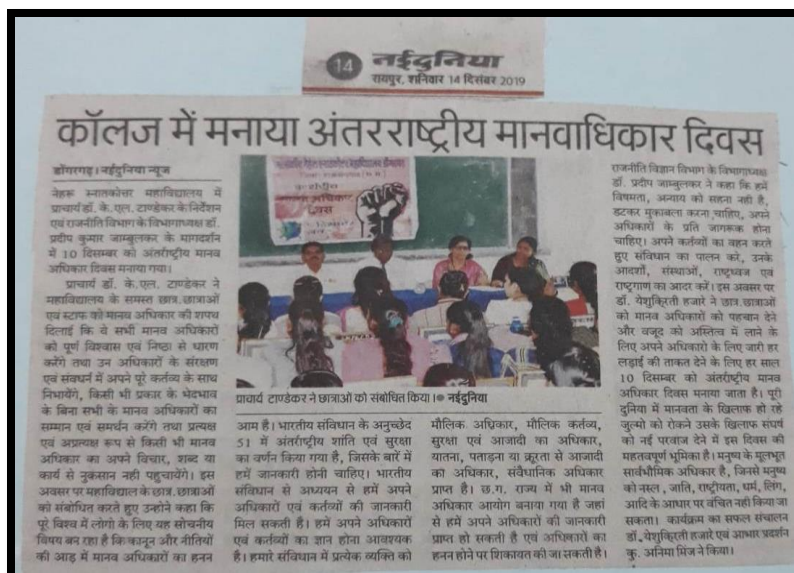 14
नईदुनिया
रायपुर, शनिवार 14 दिसंबर 2019
कॉलज में मनाया अंतरराष्ट्रीय मानवाधिकार दिवस
डोंगरगढ़। नईदुनिया न्यूज
नेहरू स्नातकोत्तर महाविद्यालय में
प्राचार्य डॉ. के.एल. टाण्डेकर के निर्देशन
एवं राजनीति विभाग के विभागाध्यक्ष डॉ.
प्रदीप कुमार जाम्बुलकर के मागदर्शन
में 10 दिसम्बर को अंतरीष्ट्रीय मानव
अधिकार दिवस मनाया गया।
प्राचार्य डॉ. के.एल. टाण्डेकर ने
महाविद्यालय के समस्त छात्र.छात्राओं
एवं स्टाफ को मानव अधिकार की शपथ
दिलाई कि वे सभी मानव अधिकारों
को पूर्ण विश्वास एवं निष्ठा से धारण
करेंगे तथा उन अधिकारों के संरक्षण
एवं संवर्धन में अपने पूरे कर्तव्य के साथ
निभायेंगे, किसी भी प्रकार के भेदभाव
के बिना सभी के मानव अधिकारों का
सम्मान एवं समर्थन करेंगे तथा प्रत्यक्ष
एवं अप्रत्यक्ष रूप से किसी भी मानव
अधिकार का अपने विचार, शब्द या
कार्य से नुकसान नही पहुचायेंगे। इस
अवसर पर महाविद्याल के छात्र.छात्राओं
को संबोधित करते हुए उन्होने कहा कि
पूरे विश्व में लोगो के लिए यह सोचनीय
विषय बन रहा है कि कानून और नीतियों
की आड़ में मानव अधिकारों का हनन
दिवस
प्राचार्य टाण्डेकर ने छात्राओं को संबोधित किया।● नईदुनिया
आम है। भारतीय संविधान के अनुच्छेद
51 में अंतर्राष्ट्रीय शांति एवं सुरक्षा
का वर्णन किया गया है, जिसके बारे में
हमें जानकारी होनी चाहिए। भारतीय
संविधान से अध्ययन से हमें अपने
अधिकारों एवं कर्तव्यों की जानकारी
मिल सकती है। हमें अपने अधिकारों
एवं कर्तव्यों का ज्ञान होना आवश्यक
है। हमारे संविधान में प्रत्येक व्यक्ति को
मौलिक अधिकार, मौलिक कर्तव्य,
सुरक्षा एवं आजादी का अधिकार,
यातना, पताड़ना या क्रूरता से आजादी
का अधिकार, संवैधानिक अधिकार
प्राप्त है। छ.ग. राज्य में भी मानव
अधिकार आयोग बनाया गया है जहां
से हमें अपने अधिकारों की जानकारी
प्राप्त हो सकती है एवं अधिकारों का
हनन होने पर शिकायत की जा सकती है।
राजनीति विज्ञान विभाग के विभागाध्यक्ष
डॉ. प्रदीप जाम्बुलकर ने कहा कि हमें
विषमता, अन्याय को सहना नही है,
डटकर मुकाबला करना चाहिए, अपने
अधिकारों के प्रति जागरूक होना
चाहिए। अपने कर्तव्यों का वहन करते
हुए संविधान का पालन करे, उनके
आदर्शो, संस्थाओं, राष्ट्रध्वज एवं
राष्ट्रगाण का आदर करें। इस अवसर पर
डॉ. येशुक्रिती हजारे ने छात्र.छात्राओं
को मानव अधिकारों को पहचान देने
और वजूद को अस्तित्व में लाने के
लिए अपने अधिकारो के लिए जारी हर
लड़ाई की ताकत देने के लिए हर साल
10 दिसम्बर को अंतरीष्ट्रीय मानव
अधिकार दिवस मनाया जाता है। पूरी
दुनिया में मानवता के खिलाफ हो रहे
जुल्मो को रोकने उसके खिलाफ संघर्ष
को नई परवाज देने में इस दिवस की
महतवपूर्ण भूमिका है। मनुष्य के मूलभूत
सार्वभौमिक अधिकार है, जिनसे मनुष्य
को नस्ल, जाति, राष्ट्रीयता, धर्म, लिंग,
आदि के आधार पर वंचित नही किया जा
सकता। कार्यक्रम का सफल संचालन
डॉ. येशुक्रिती हजारे एवं आभार प्रदर्शन
कु. अनिमा मिंज ने किया।